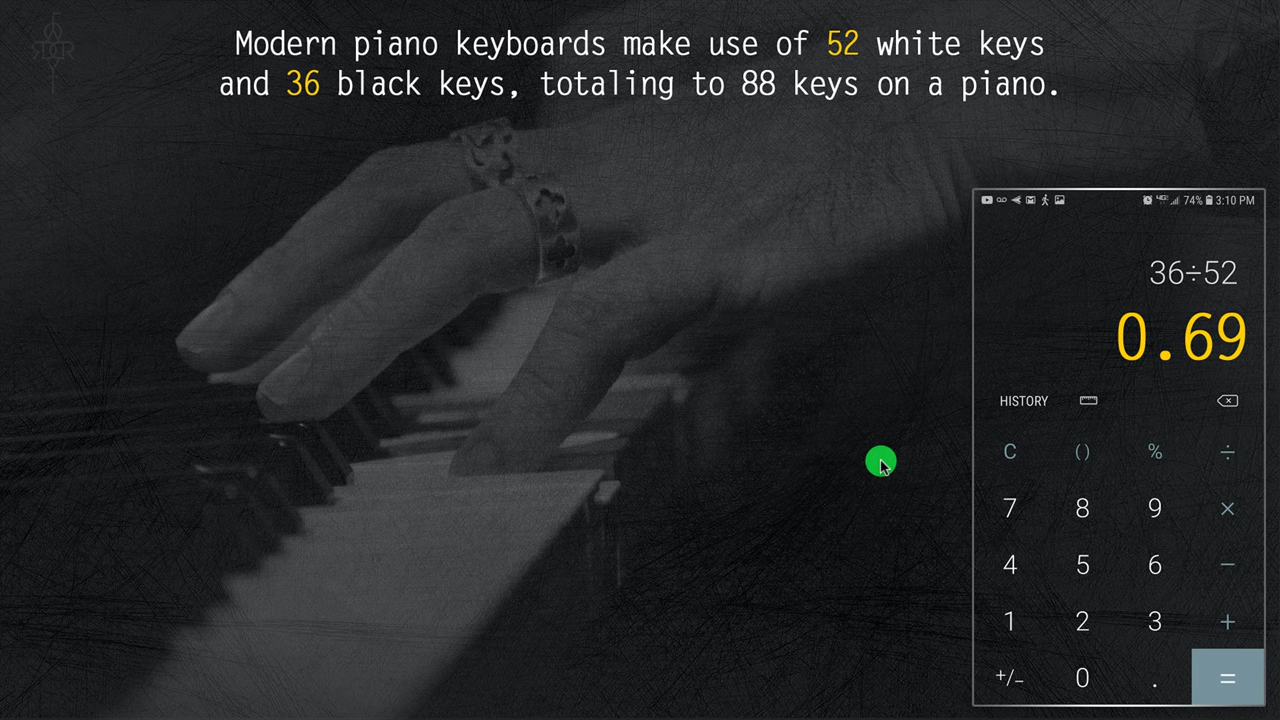 Modern piano keyboards make use of 52 white keys
and 36 black keys, totaling to 88 keys on a piano.
74% 3:10 PM
36÷52
0.69
HISTORY
C () % ÷
7 8 9 ×
4 5 6 −
1 2 3 +
+/− 0 . =